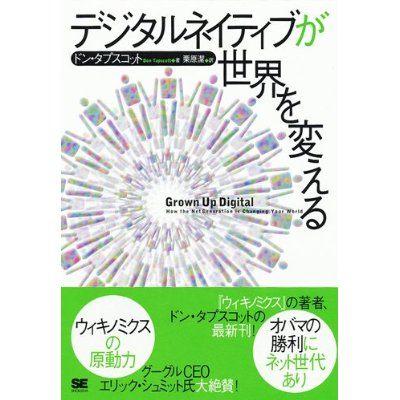 デジタルネイティブが
世界を変える
ドン・タプスコット Don Tapscott 著 栗原潔 訳
Grown Up Digital
How the Net Generation is Changing Your World
『ウィキノミクス』の著者、
ドン・タプスコットの
最新刊!
ウィキノミクス
の
原動力
オバマの
勝利に
ネット世代
あり
グーグルCEO
エリック・シュミット氏大絶賛!
SE
SHOEISHA